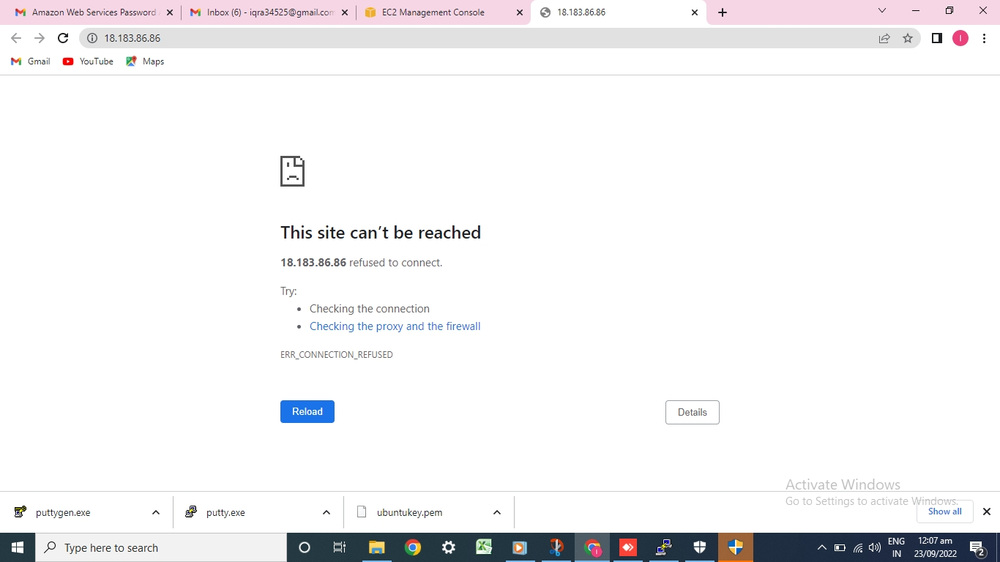 Amazon Web Services Password
Inbox (6) - iqra34525@gmail.com
EC2 Management Console
18.183.86.86
18.183.86.86
I
Gmail
YouTube
Maps
This site can’t be reached
18.183.86.86 refused to connect.
Try:
• Checking the connection
• Checking the proxy and the firewall
ERR_CONNECTION_REFUSED
Reload
Details
Activate Windows
Go to Settings to activate Windows.
puttygen.exe
putty.exe
ubuntukey.pem
Show all
Type here to search
I
ENG
IN
12:07 am
23/09/2022
2